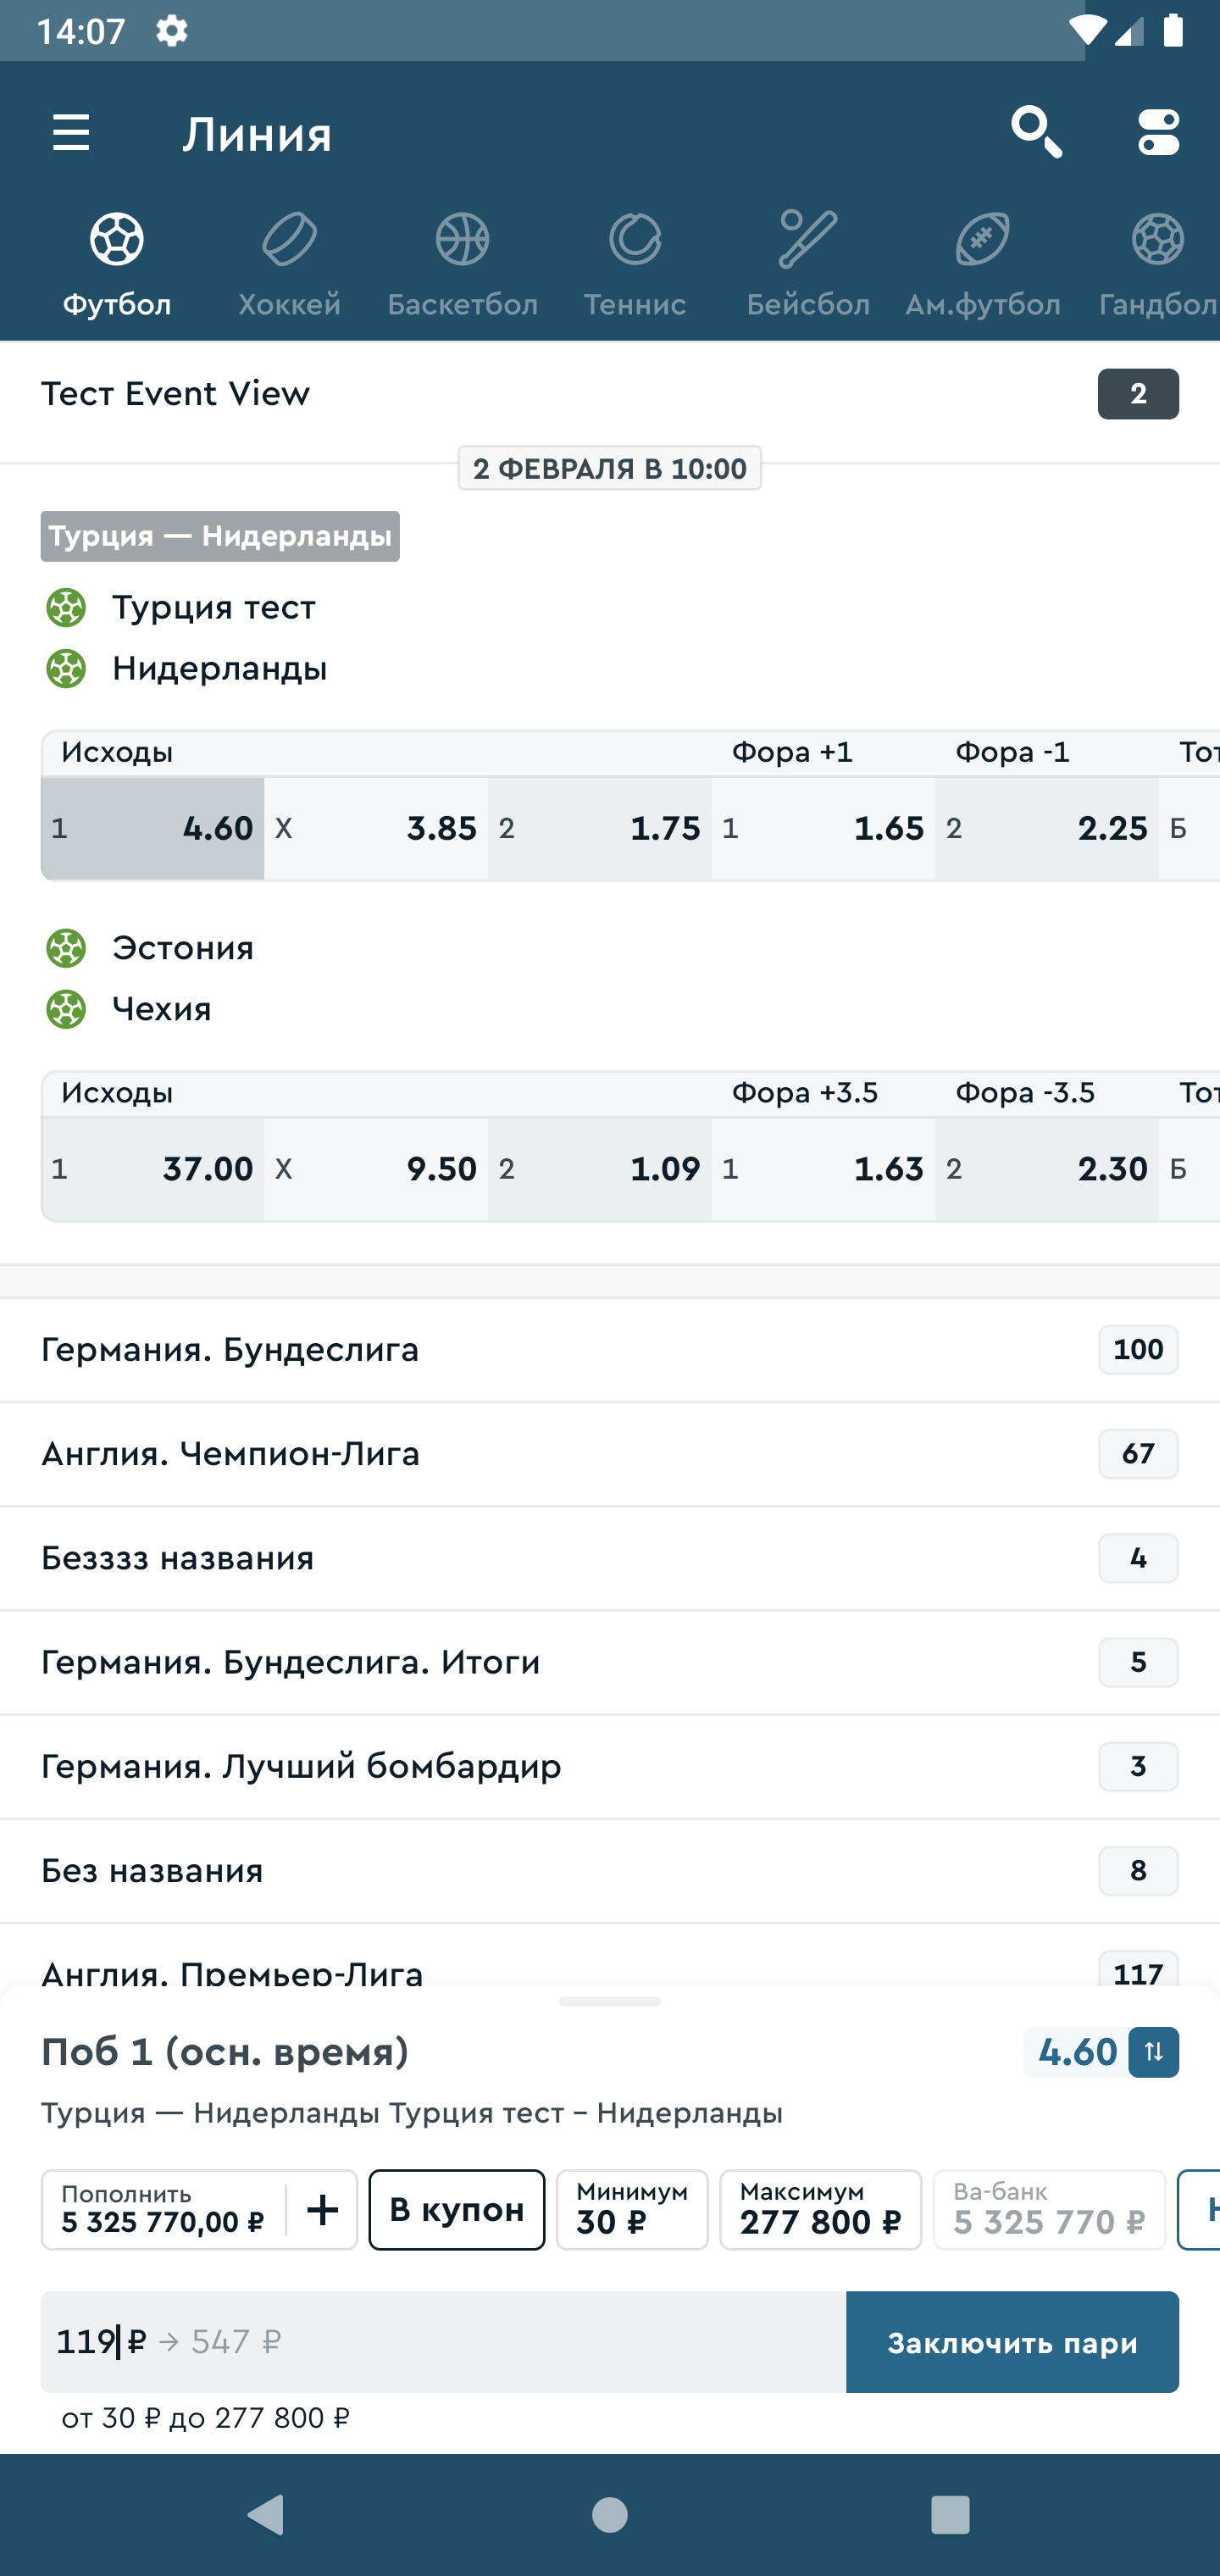 14:07
Линия
Футбол Хоккей Баскетбол Теннис Бейсбол Ам.футбол Гандбол
Тест Event View 2
2 ФЕВРАЛЯ В 10:00
Турция — Нидерланды
Турция тест
Нидерланды
Исходы Фора +1 Фора -1 Тот
1 4.60 X 3.85 2 1.75 1 1.65 2 2.25 Б
Эстония
Чехия
Исходы Фора +3.5 Фора -3.5 Тот
1 37.00 X 9.50 2 1.09 1 1.63 2 2.30 Б
Германия. Бундеслига 100
Англия. Чемпион-Лига 67
Безззз названия 4
Германия. Бундеслига. Итоги 5
Германия. Лучший бомбардир 3
Без названия 8
Англия. Премьер-Лига 117
Поб 1 (осн. время) 4.60
Турция — Нидерланды Турция тест – Нидерланды
Пополнить
5 325 770,00 ₽ +
В купон
Минимум
30 ₽
Максимум
277 800 ₽
Ва-банк
5 325 770 ₽
119 ₽ → 547 ₽
Заключить пари
от 30 ₽ до 277 800 ₽